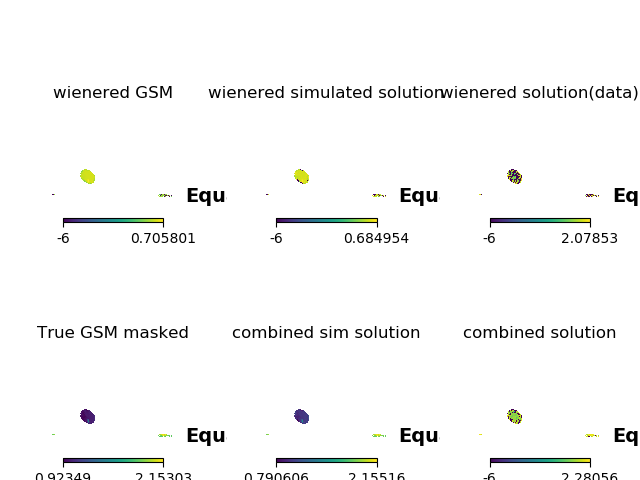 wienered GSM
wienered simulated solution
wienered solution(data)
Equ
Equ
Eq
-6
0.705801
-6
0.684954
-6
2.07853
True GSM masked
combined sim solution
combined solution
Equ
Equ
Eq
0.92349
2.15303
0.790606
2.15516
-6
2.28056